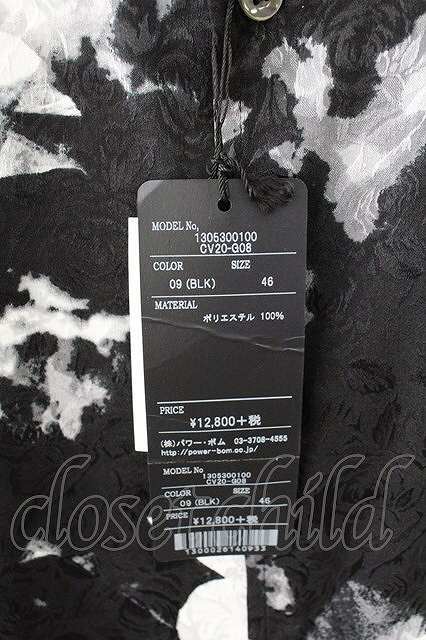 MODEL No,
1305300100
CV20-G08
COLOR SIZE
09 (BLK) 46
MATERIAL
ポリエステル 100%
PRICE
¥12,800+税
(株)パワー・ボム 03-3708-4555
http://power-bom.co.jp/
MODEL No 1305300100
CV20-G08
COLOR SIZE
09 (BLK) 46
PRICE ¥12,800+税
1300026140933
closet child